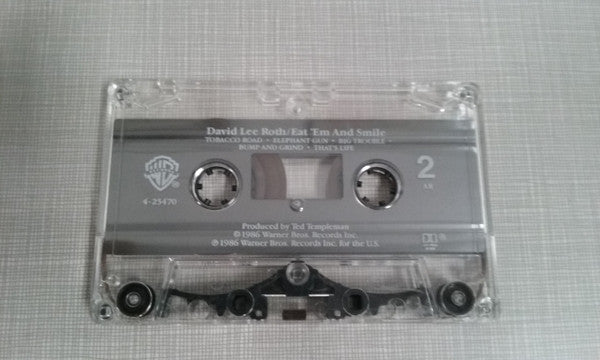 David Lee Roth/Eat 'Em And Smile
TOBACCO ROAD • ELEPHANT GUN • BIG TROUBLE
BUMP AND GRIND • THAT'S LIFE
4-25470
2
AR
Produced by Ted Templeman
©1986 Warner Bros. Records Inc.
℗1986 Warner Bros. Records Inc. for the U.S.